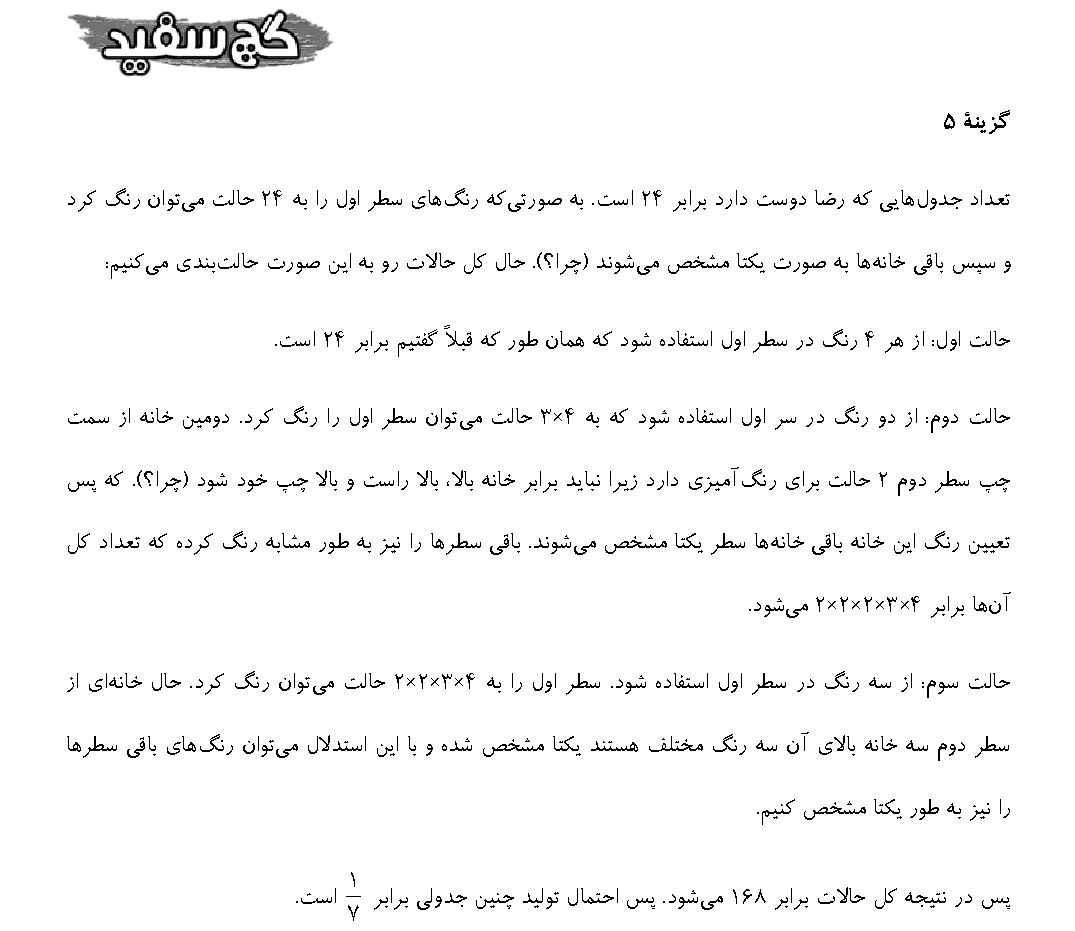 گچ سفید
گزینهٔ ۵
تعداد جدول‌هایی که رضا دوست دارد برابر ۲۴ است. به صورتی‌که رنگ‌های سطر اول را به ۲۴ حالت می‌توان رنگ کرد
و سپس باقی خانه‌ها به صورت یکتا مشخص می‌شوند (چرا؟). حال کل حالات رو به این صورت حالت‌بندی می‌کنیم:
حالت اول: از هر ۴ رنگ در سطر اول استفاده شود که همان طور که قبلاً گفتیم برابر ۲۴ است.
حالت دوم: از دو رنگ در سر اول استفاده شود که به ۴×۳ حالت می‌توان سطر اول را رنگ کرد. دومین خانه از سمت
چپ سطر دوم ۲ حالت برای رنگ‌آمیزی دارد زیرا نباید برابر خانه بالا، بالا راست و بالا چپ خود شود (چرا؟). که پس
تعیین رنگ این خانه باقی خانه‌ها سطر یکتا مشخص می‌شوند. باقی سطرها را نیز به طور مشابه رنگ کرده که تعداد کل
آن‌ها برابر ۴×۳×۲×۲×۲ می‌شود.
حالت سوم: از سه رنگ در سطر اول استفاده شود. سطر اول را به ۴×۳×۲×۲ حالت می‌توان رنگ کرد. حال خانه‌ای از
سطر دوم سه خانه بالای آن سه رنگ مختلف هستند یکتا مشخص شده و با این استدلال می‌توان رنگ‌های باقی سطرها
را نیز به طور یکتا مشخص کنیم.
پس در نتیجه کل حالات برابر ۱۶۸ می‌شود. پس احتمال تولید چنین جدولی برابر ۱/۷ است.